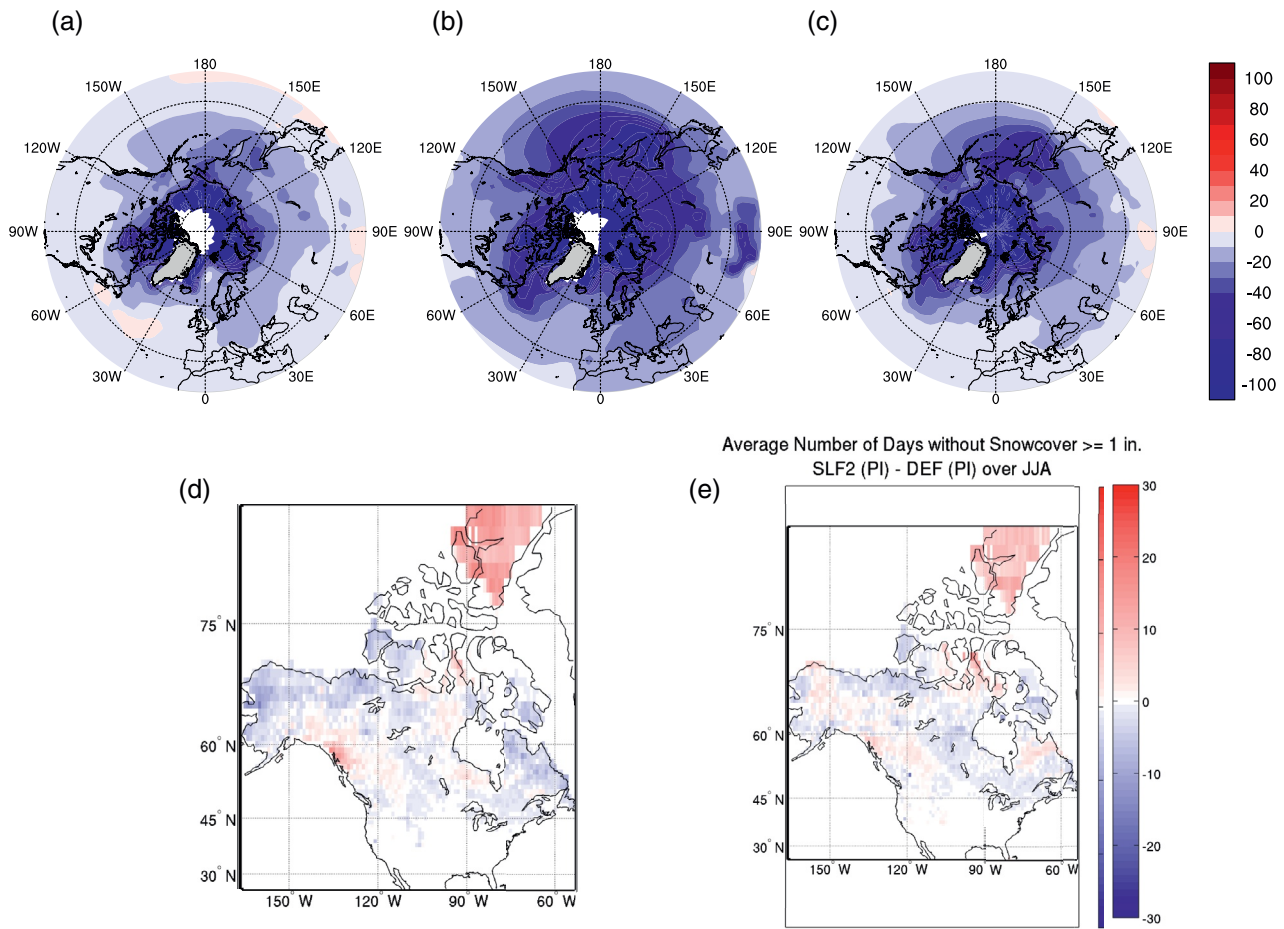 (a)
(b)
(c)
180
150W
150E
120W
120E
90W
90E
60W
60E
30W
30E
0
180
150W
150E
120W
120E
90W
90E
60W
60E
30W
30E
0
180
150W
150E
120W
120E
90W
90E
60W
60E
30W
30E
0
100
80
60
40
30
20
10
0
-10
-20
-30
-40
-60
-80
-100
(d)
75° N
60° N
45° N
30° N
150° W
120° W
90° W
60° W
Average Number of Days without Snowcover >= 1 in.
SLF2 (PI) - DEF (PI) over JJA
(e)
75° N
60° N
45° N
30° N
150° W
120° W
90° W
60° W
30
20
10
0
-10
-20
-30